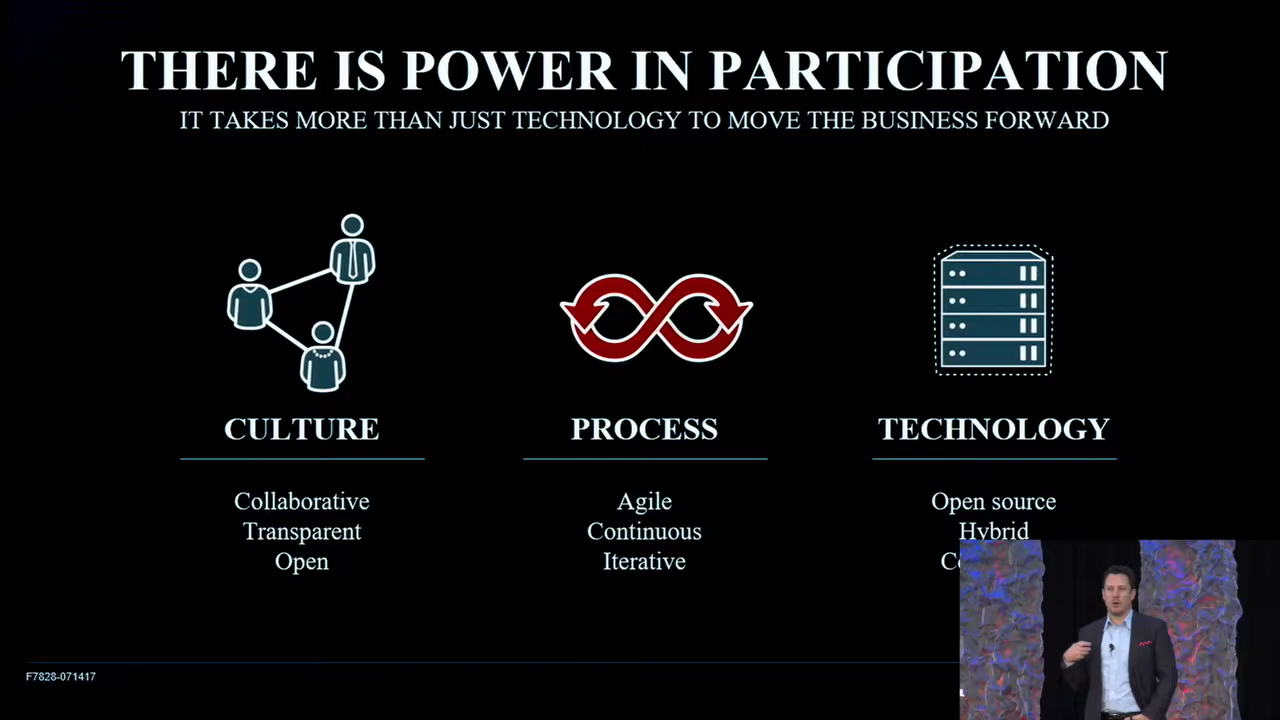 THERE IS POWER IN PARTICIPATION
IT TAKES MORE THAN JUST TECHNOLOGY TO MOVE THE BUSINESS FORWARD
CULTURE
Collaborative
Transparent
Open
PROCESS
Agile
Continuous
Iterative
TECHNOLOGY
Open source
Hybrid
F7828-071417